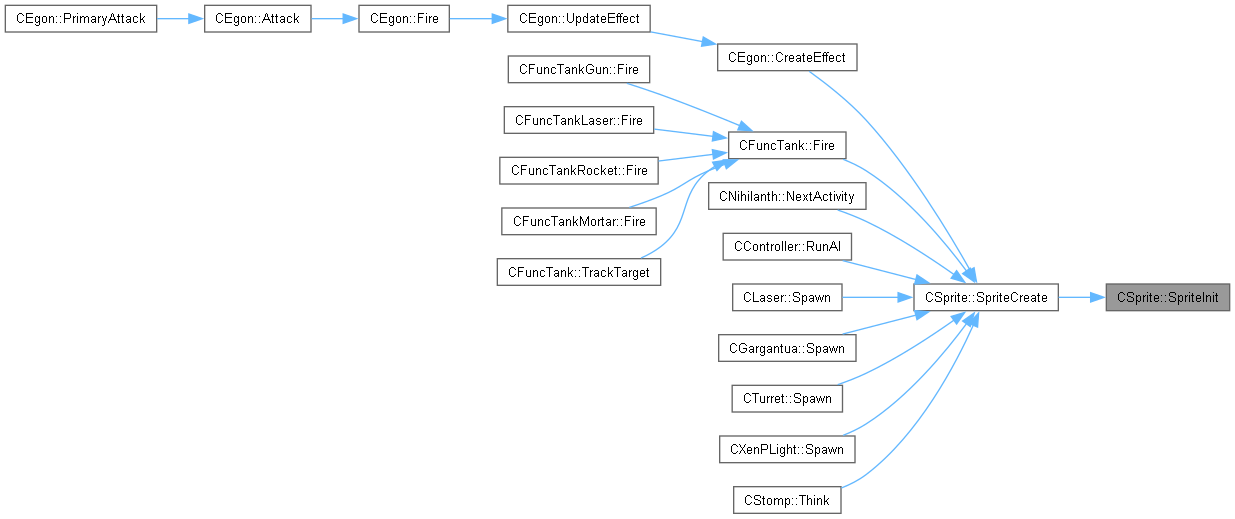 CEgon::PrimaryAttack
CEgon::Attack
CEgon::Fire
CEgon::UpdateEffect
CEgon::CreateEffect
CFuncTankGun::Fire
CFuncTankLaser::Fire
CFuncTank::Fire
CFuncTankRocket::Fire
CNihilanth::NextActivity
CFuncTankMortar::Fire
CController::RunAI
CFuncTank::TrackTarget
CLaser::Spawn
CSprite::SpriteCreate
CSprite::SpriteInit
CGargantua::Spawn
CTurret::Spawn
CXenPLight::Spawn
CStomp::Think